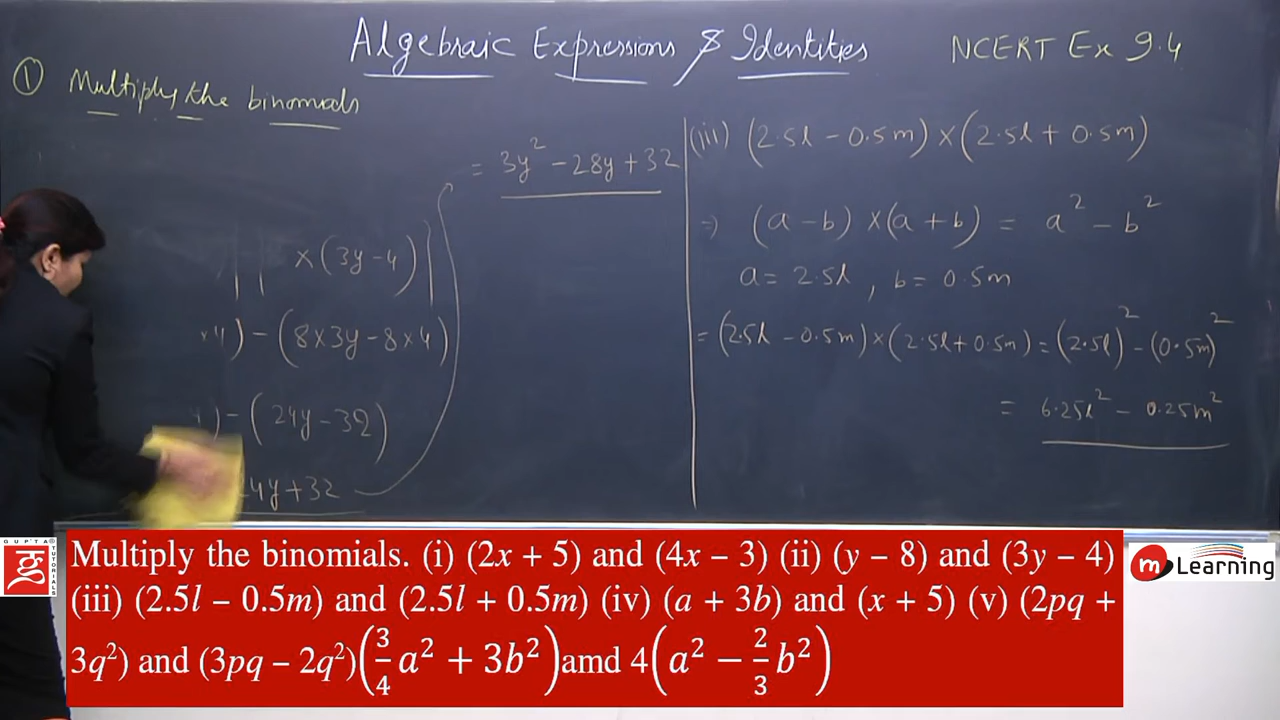 Algebraic Expressions & Identities
NCERT Ex 9.4
① Multiply the binomials
×(3y-4)
×4) - (8×3y-8×4)
) - (24y-32)
24y+32
= 3y² - 28y + 32
(iii) (2.5l - 0.5m) × (2.5l + 0.5m)
⇒ (a - b) × (a + b) = a² - b²
a = 2.5l , b = 0.5m
= (2.5l - 0.5m) × (2.5l + 0.5m) = (2.5l)² - (0.5m)²
= 6.25l² - 0.25m²
GUPTA TUTORIALS
Multiply the binomials. (i) (2x + 5) and (4x – 3) (ii) (y – 8) and (3y – 4)
(iii) (2.5l – 0.5m) and (2.5l + 0.5m) (iv) (a + 3b) and (x + 5) (v) (2pq +
3q²) and (3pq – 2q²)(3/4 a² + 3b²)amd 4(a² − 2/3 b²)
m Learning